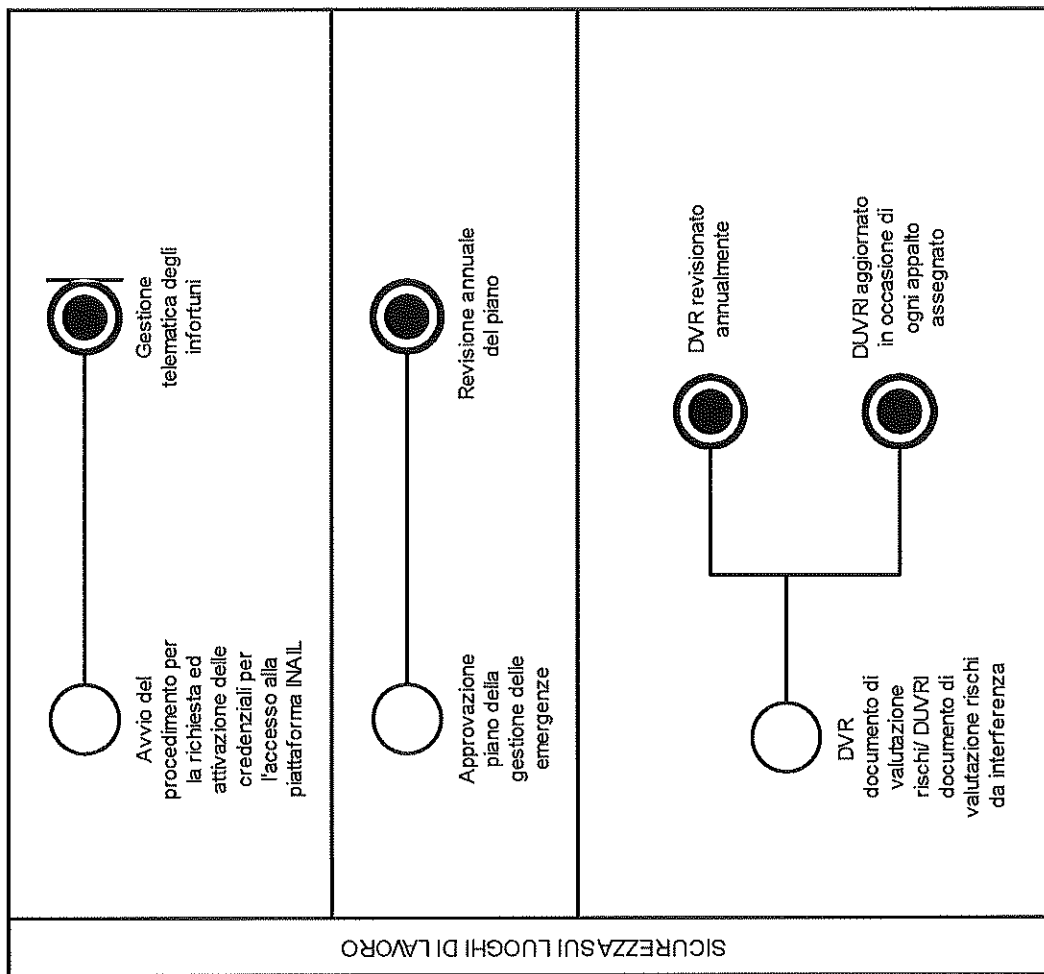 SICUREZZA SUI LUOGHI DI LAVORO
Avvio del
procedimento per
la richiesta ed
attivazione delle
credenziali per
l'accesso alla
piattaforma INAIL
Gestione
telematica degli
infortuni
Approvazione
piano della
gestione delle
emergenze
Revisione annuale
del piano
DVR
documento di
valutazione
rischi/ DUVRI
documento di
valutazione rischi
da interferenza
DVR revisionato
annualmente
DUVRI aggiornato
in occasione di
ogni appalto
assegnato